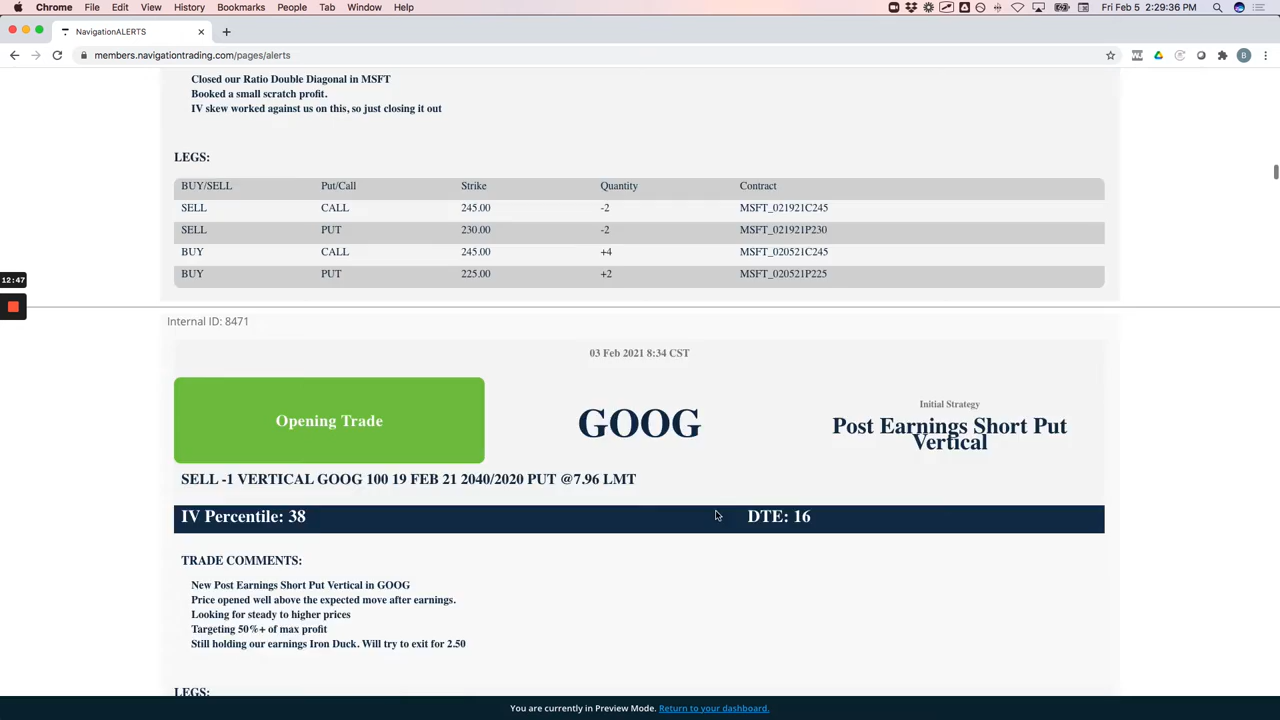 Chrome File Edit View History Bookmarks People Tab Window Help Fri Feb 5 2:29:36 PM
NavigationALERTS
members.navigationtrading.com/pages/alerts
B
Closed our Ratio Double Diagonal in MSFT
Booked a small scratch profit.
IV skew worked against us on this, so just closing it out
LEGS:
BUY/SELL Put/Call Strike Quantity Contract
SELL CALL 245.00 -2 MSFT_021921C245
SELL PUT 230.00 -2 MSFT_021921P230
BUY CALL 245.00 +4 MSFT_020521C245
BUY PUT 225.00 +2 MSFT_020521P225
12:47
Internal ID: 8471
03 Feb 2021 8:34 CST
Opening Trade
GOOG
Initial Strategy
Post Earnings Short Put
Vertical
SELL -1 VERTICAL GOOG 100 19 FEB 21 2040/2020 PUT @7.96 LMT
IV Percentile: 38 DTE: 16
TRADE COMMENTS:
New Post Earnings Short Put Vertical in GOOG
Price opened well above the expected move after earnings.
Looking for steady to higher prices
Targeting 50%+ of max profit
Still holding our earnings Iron Duck. Will try to exit for 2.50
LEGS:
You are currently in Preview Mode. Return to your dashboard.